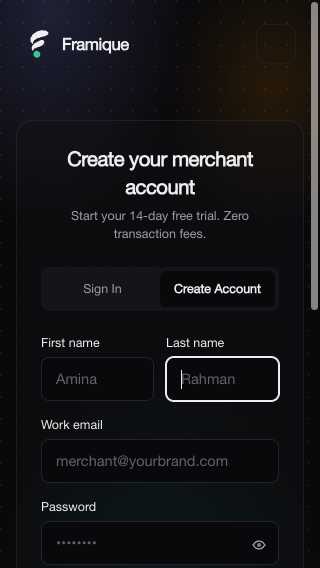 Framique
Create your merchant
account
Start your 14-day free trial. Zero
transaction fees.
Sign In
Create Account
First name
Last name
Amina
Rahman
Work email
merchant@yourbrand.com
Password
••••••••